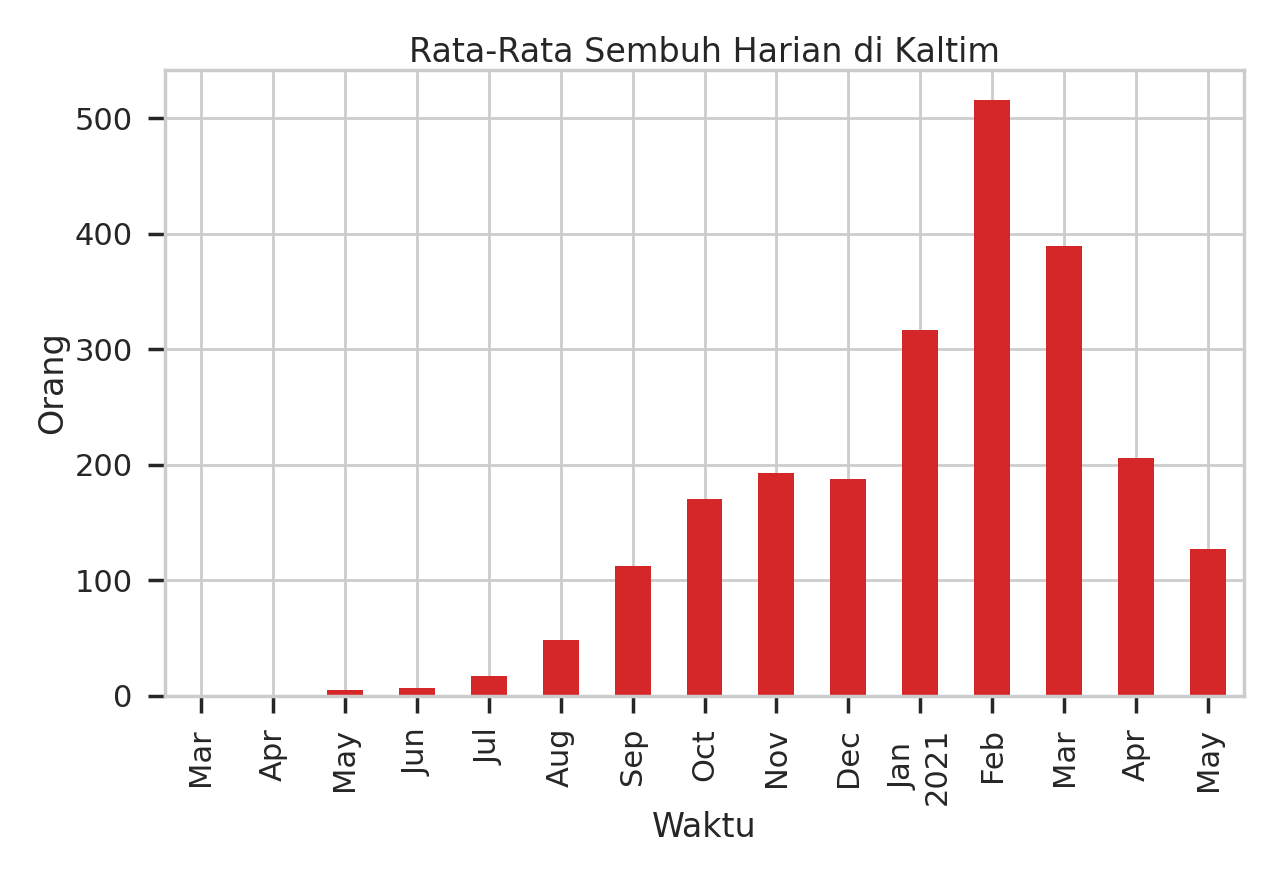 Rata-Rata Sembuh Harian di Kaltim
Orang
500
400
300
200
100
0
Mar
Apr
May
Jun
Jul
Aug
Sep
Oct
Nov
Dec
Jan
2021
Feb
Mar
Apr
May
Waktu